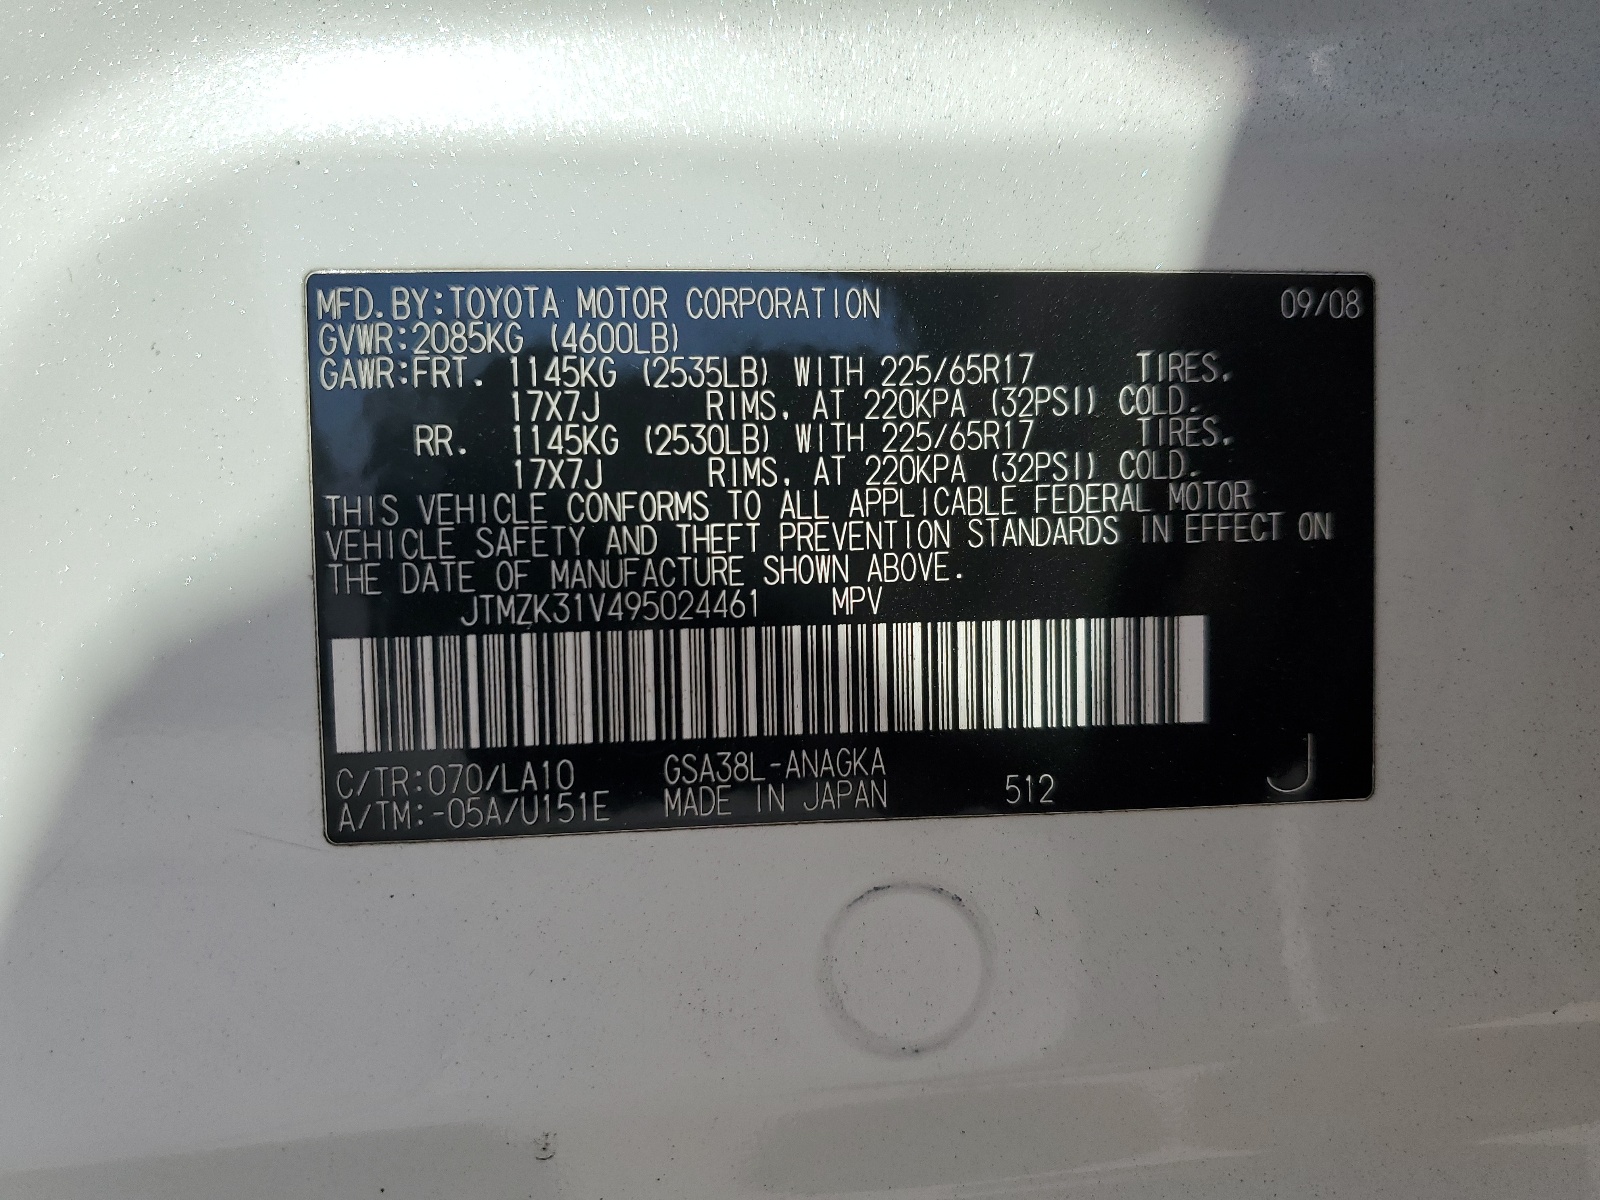 MFD. BY:TOYOTA MOTOR CORPORATION 09/08
GVWR:2085KG (4600LB)
GAWR:FRT. 1145KG (2535LB) WITH 225/65R17 TIRES,
17X7J RIMS, AT 220KPA (32PSI) COLD.
RR. 1145KG (2530LB) WITH 225/65R17 TIRES,
17X7J RIMS, AT 220KPA (32PSI) COLD.
THIS VEHICLE CONFORMS TO ALL APPLICABLE FEDERAL MOTOR
VEHICLE SAFETY AND THEFT PREVENTION STANDARDS IN EFFECT ON
THE DATE OF MANUFACTURE SHOWN ABOVE.
JTMZK31V495024461 MPV
C/TR:070/LA10 GSA38L-ANAGKA
A/TM:-05A/U151E MADE IN JAPAN 512 J